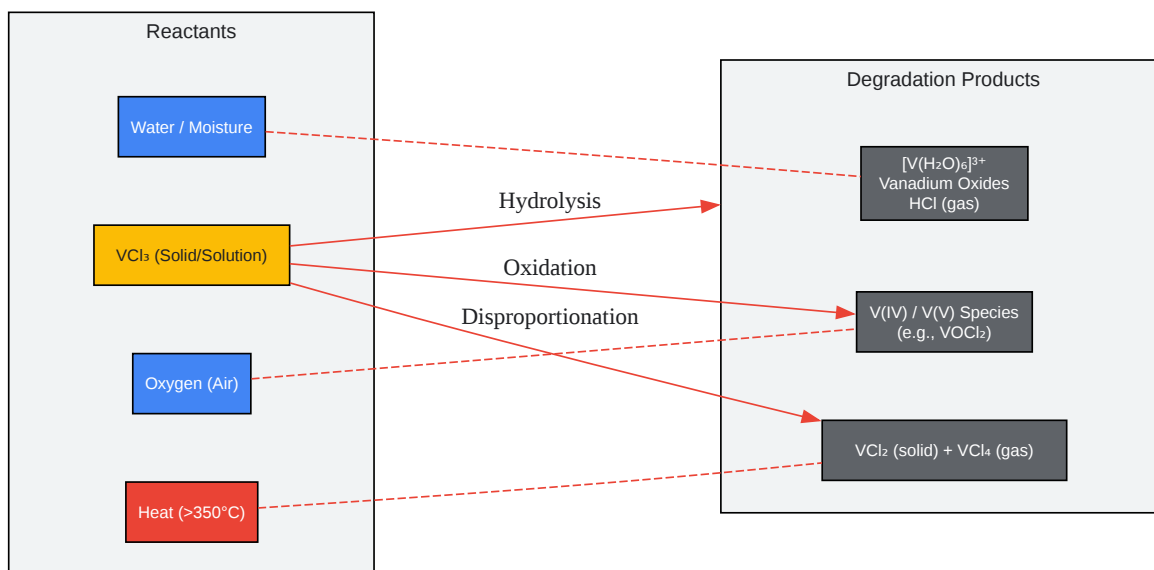 Reactants
Water / Moisture
VCl₃ (Solid/Solution)
Oxygen (Air)
Heat (>350°C)
Hydrolysis
Oxidation
Disproportionation
Degradation Products
[V(H₂O)₆]³⁺
Vanadium Oxides
HCl (gas)
V(IV) / V(V) Species
(e.g., VOCl₂)
VCl₂ (solid) + VCl₄ (gas)